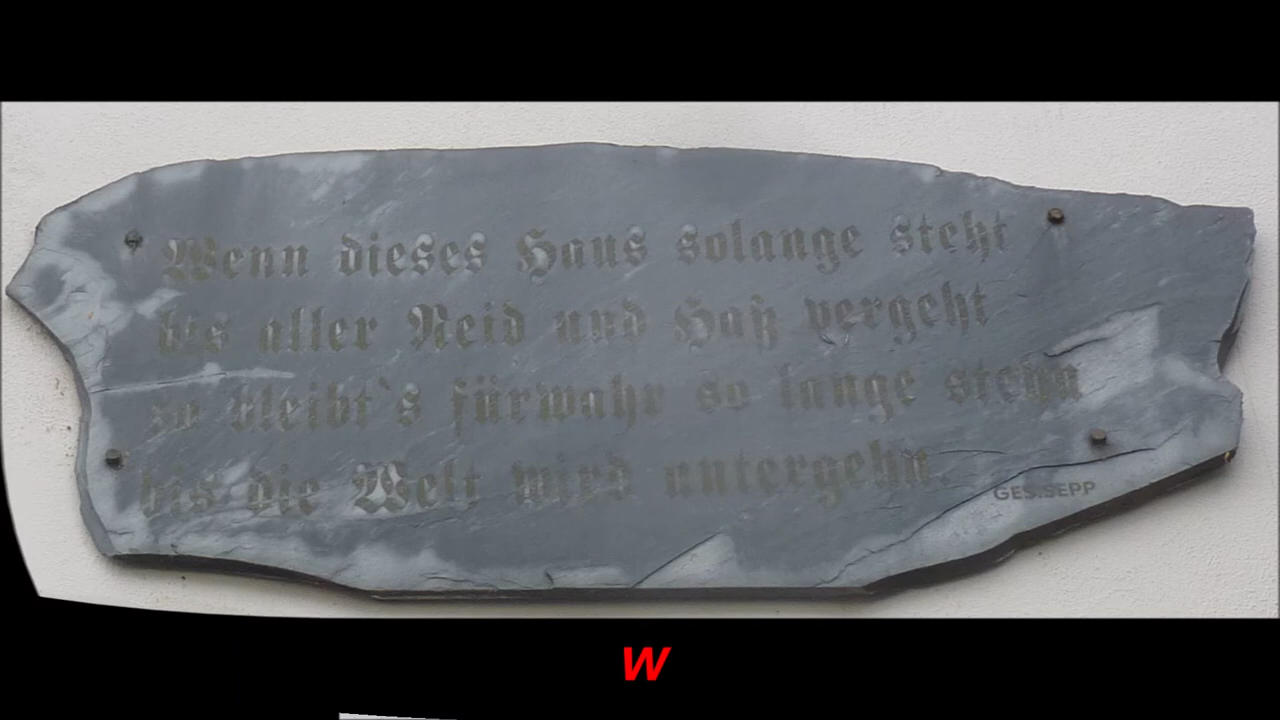 Wenn dieses Haus solange steht
bis aller Neid und Haß vergeht
so bleibt`s fürwahr so lange stehn
bis die Welt wird untergehn.
GES.SEPP
W